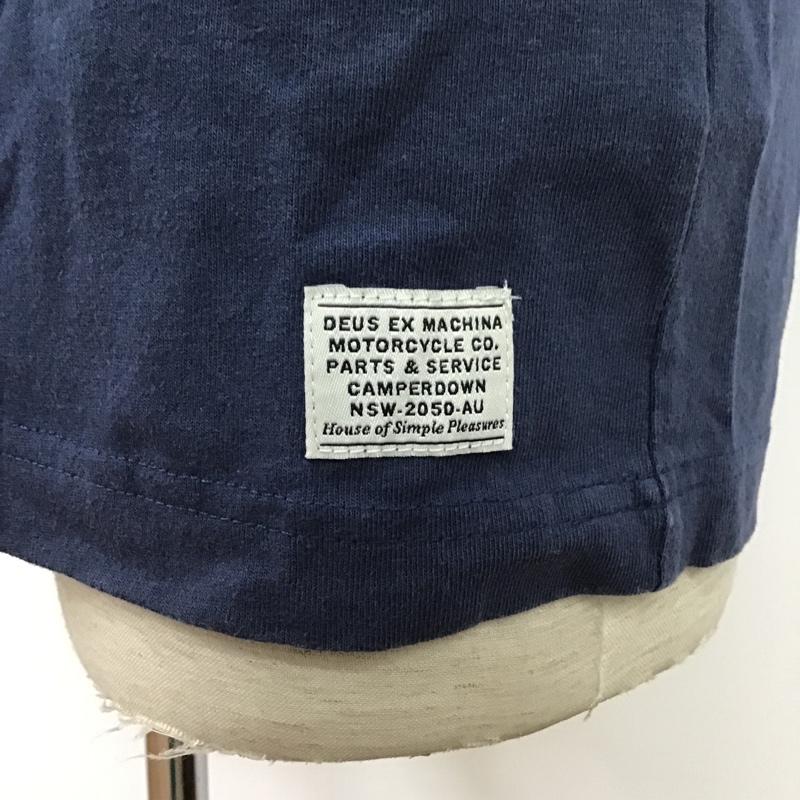 DEUS EX MACHINA
MOTORCYCLE CO.
PARTS & SERVICE
CAMPERDOWN
NSW-2050-AU
House of Simple Pleasures